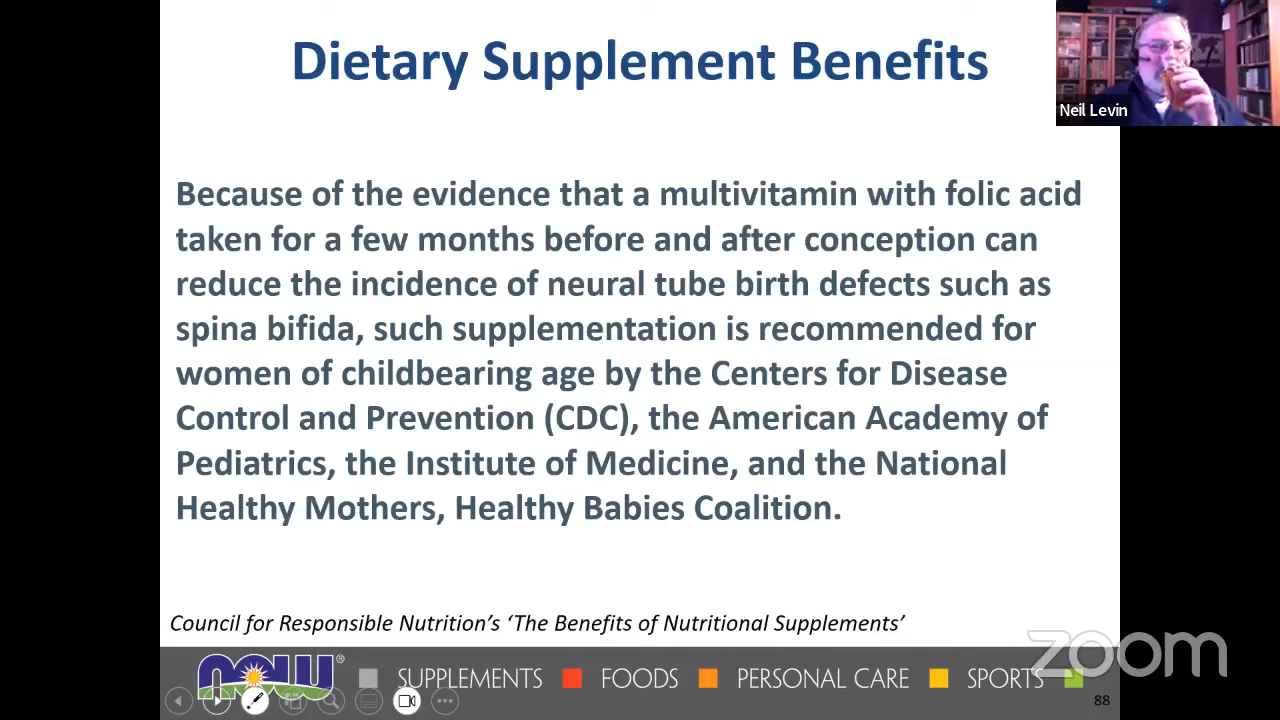 Dietary Supplement Benefits
Neil Levin
Because of the evidence that a multivitamin with folic acid
taken for a few months before and after conception can
reduce the incidence of neural tube birth defects such as
spina bifida, such supplementation is recommended for
women of childbearing age by the Centers for Disease
Control and Prevention (CDC), the American Academy of
Pediatrics, the Institute of Medicine, and the National
Healthy Mothers, Healthy Babies Coalition.
Council for Responsible Nutrition's 'The Benefits of Nutritional Supplements'
zoom
NOW® SUPPLEMENTS FOODS PERSONAL CARE SPORTS
88